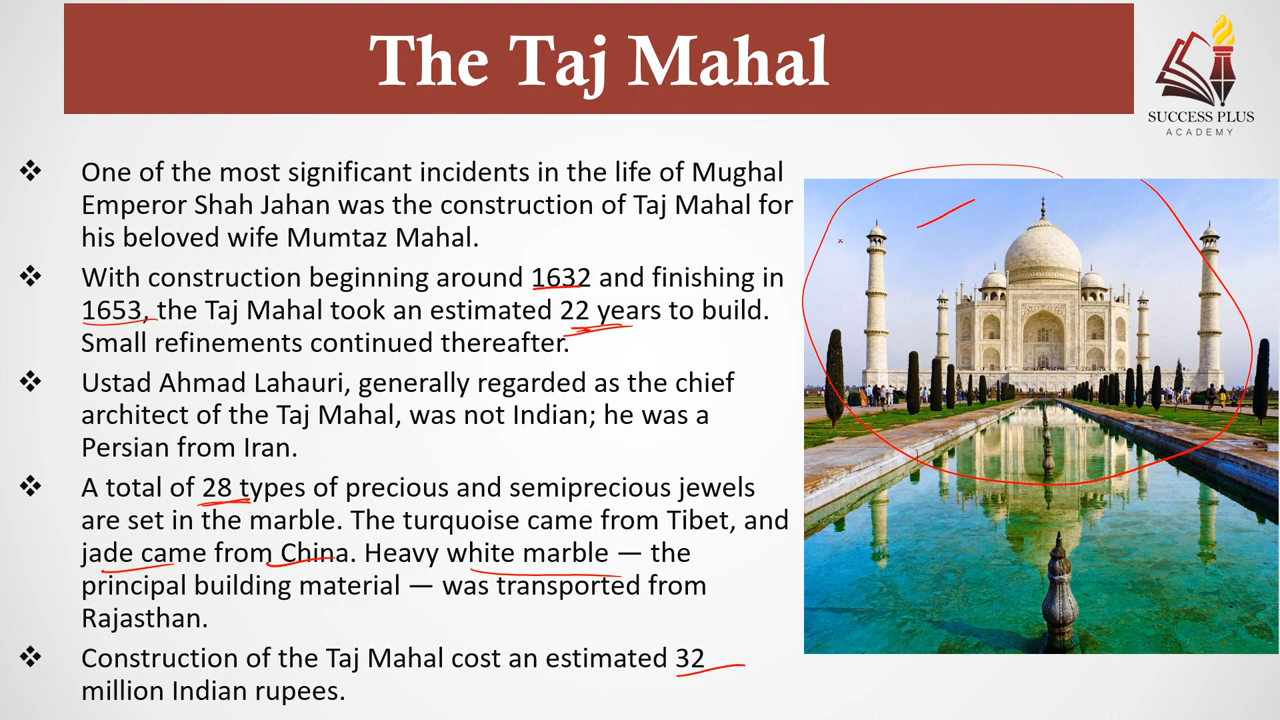 The Taj Mahal
SUCCESS PLUS
ACADEMY
❖ One of the most significant incidents in the life of Mughal
Emperor Shah Jahan was the construction of Taj Mahal for
his beloved wife Mumtaz Mahal.
❖ With construction beginning around 1632 and finishing in
1653, the Taj Mahal took an estimated 22 years to build.
Small refinements continued thereafter.
❖ Ustad Ahmad Lahauri, generally regarded as the chief
architect of the Taj Mahal, was not Indian; he was a
Persian from Iran.
❖ A total of 28 types of precious and semiprecious jewels
are set in the marble. The turquoise came from Tibet, and
jade came from China. Heavy white marble — the
principal building material — was transported from
Rajasthan.
❖ Construction of the Taj Mahal cost an estimated 32
million Indian rupees.